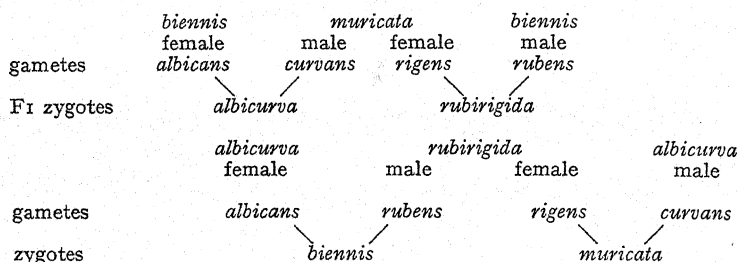 biennis muricata biennis
female male female male
gametes albicans curvans rigens rubens
F1 zygotes albicurva rubirigida
albicurva rubirigida albicurva
female male female male
gametes albicans rubens rigens curvans
zygotes biennis muricata